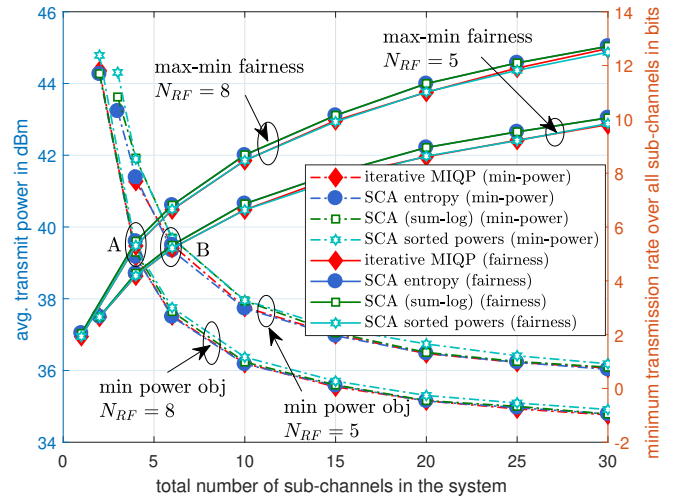 avg. transmit power in dBm
46
44
42
40
38
36
34
minimum transmission rate over all sub-channels in bits
14
12
10
8
6
4
2
0
-2
max-min fairness
N_RF = 8
max-min fairness
N_RF = 5
iterative MIQP (min-power)
SCA entropy (min-power)
SCA (sum-log) (min-power)
SCA sorted powers (min-power)
iterative MIQP (fairness)
SCA entropy (fairness)
SCA (sum-log) (fairness)
SCA sorted powers (fairness)
A
B
min power obj
N_RF = 8
min power obj
N_RF = 5
0
5
10
15
20
25
30
total number of sub-channels in the system